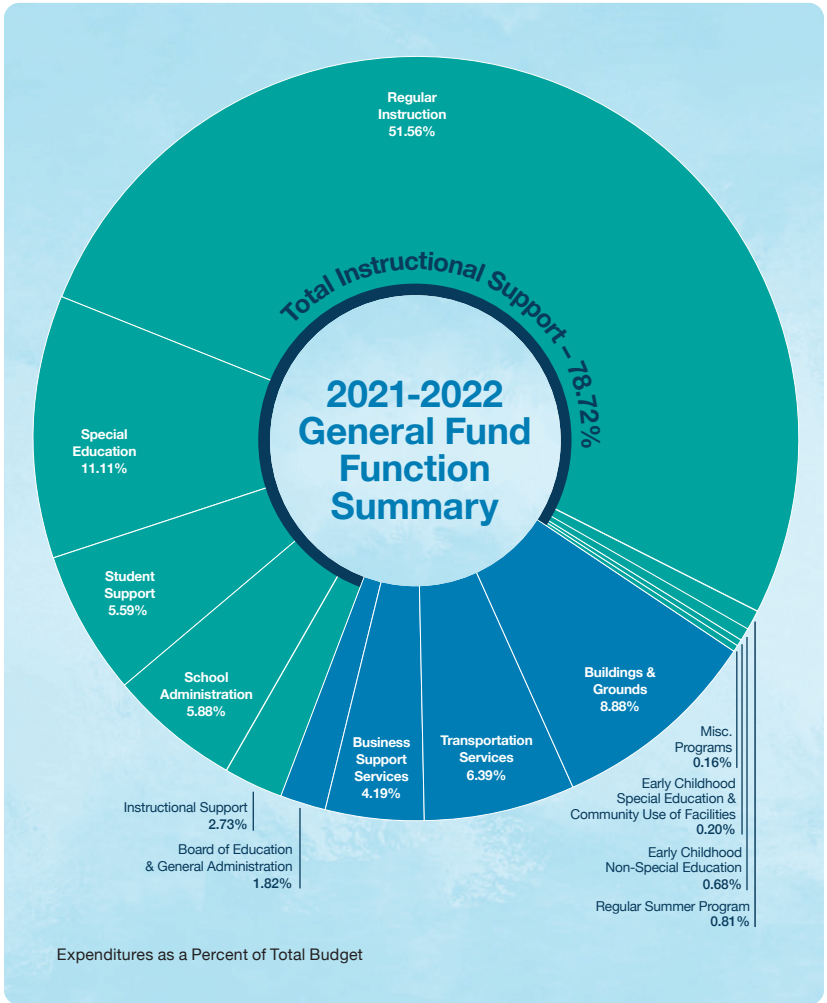 Regular
Instruction
51.56%
Total Instructional Support – 78.72%
2021-2022
General Fund
Function
Summary
Special
Education
11.11%
Student
Support
5.59%
School
Administration
5.88%
Instructional Support
2.73%
Board of Education
& General Administration
1.82%
Business
Support
Services
4.19%
Transportation
Services
6.39%
Buildings &
Grounds
8.88%
Misc.
Programs
0.16%
Early Childhood
Special Education &
Community Use of Facilities
0.20%
Early Childhood
Non-Special Education
0.68%
Regular Summer Program
0.81%
Expenditures as a Percent of Total Budget